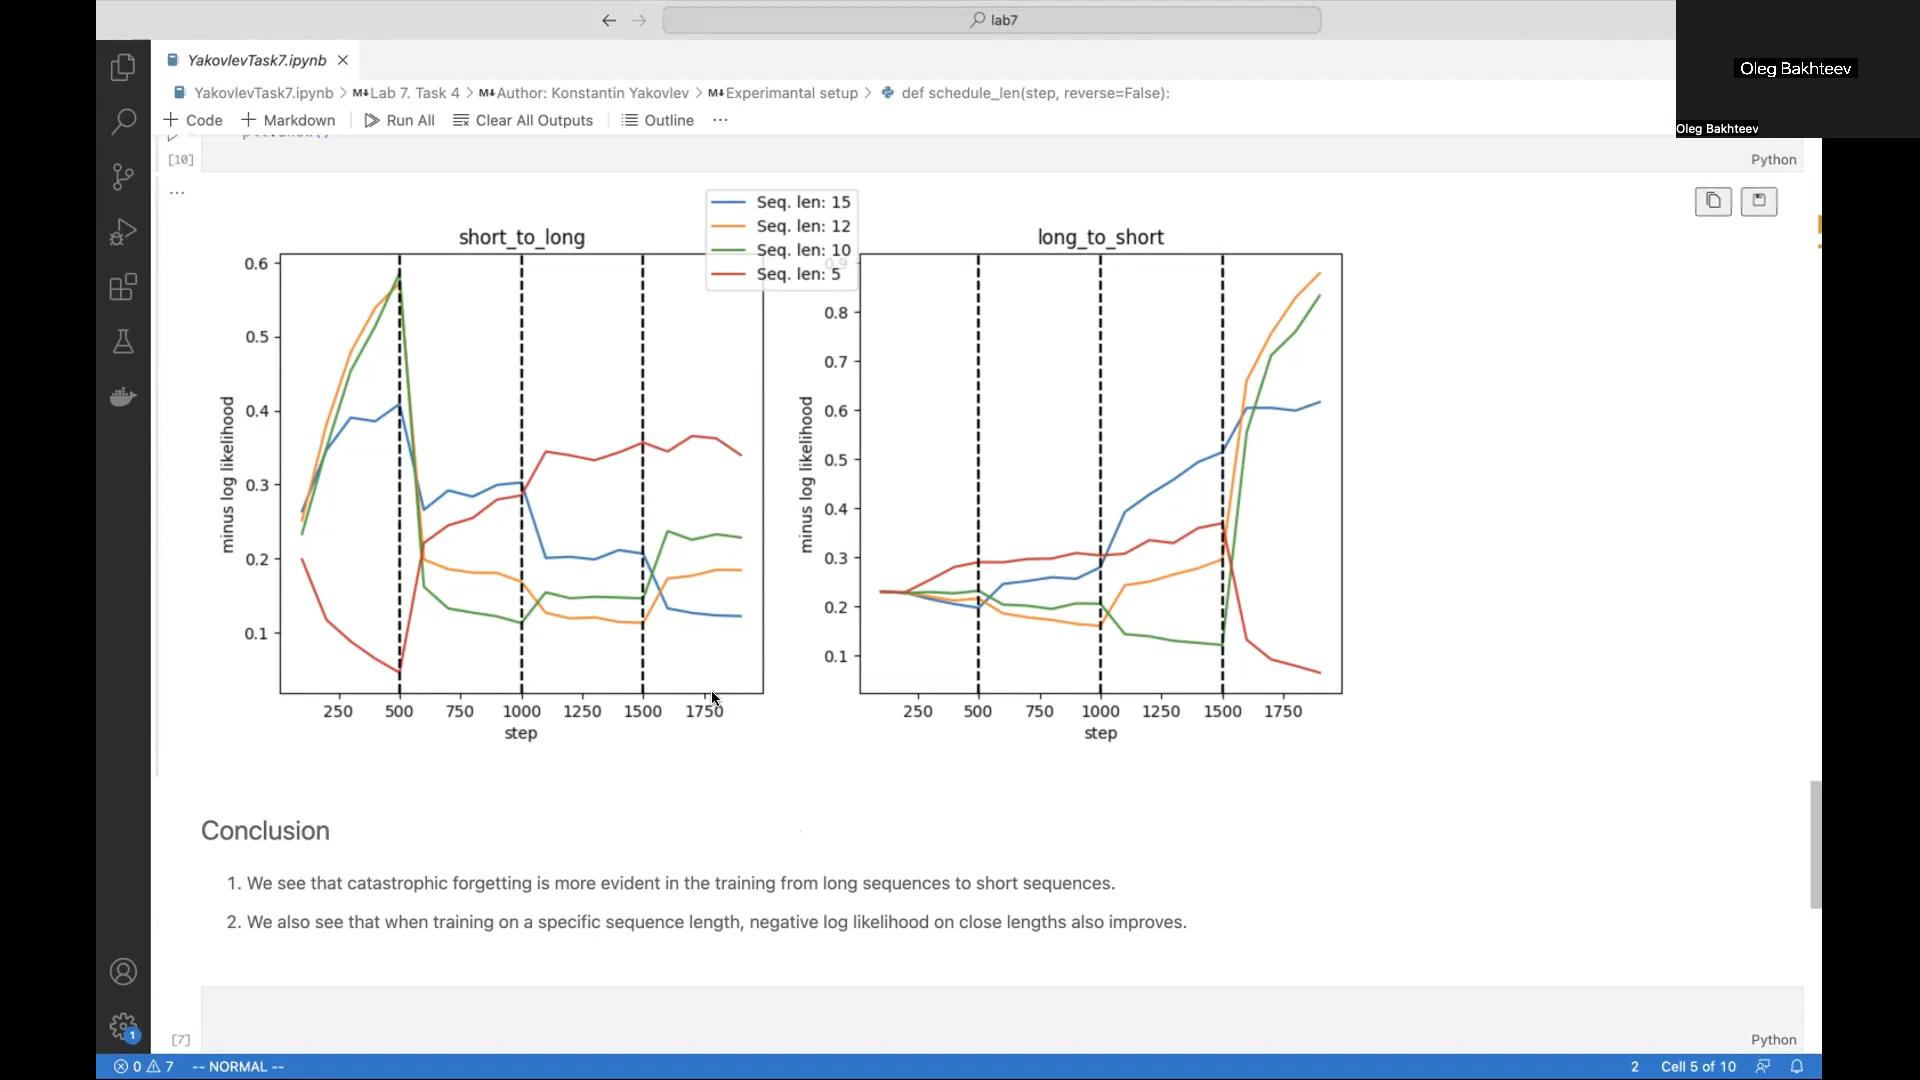 lab7
Oleg Bakhteev
Oleg Bakhteev
YakovlevTask7.ipynb
YakovlevTask7.ipynb > M↓Lab 7. Task 4 > M↓Author: Konstantin Yakovlev > M↓Experimantal setup > def schedule_len(step, reverse=False):
+ Code + Markdown Run All Clear All Outputs Outline ...
[10]
Python
...
Seq. len: 15
Seq. len: 12
Seq. len: 10
Seq. len: 5
short_to_long
0.6
0.5
0.4
0.3
0.2
0.1
minus log likelihood
250 500 750 1000 1250 1500 1750
step
long_to_short
0.9
0.8
0.7
0.6
0.5
0.4
0.3
0.2
0.1
minus log likelihood
250 500 750 1000 1250 1500 1750
step
Conclusion
1. We see that catastrophic forgetting is more evident in the training from long sequences to short sequences.
2. We also see that when training on a specific sequence length, negative log likelihood on close lengths also improves.
[7]
Python
1
0 7 -- NORMAL --
2 Cell 5 of 10